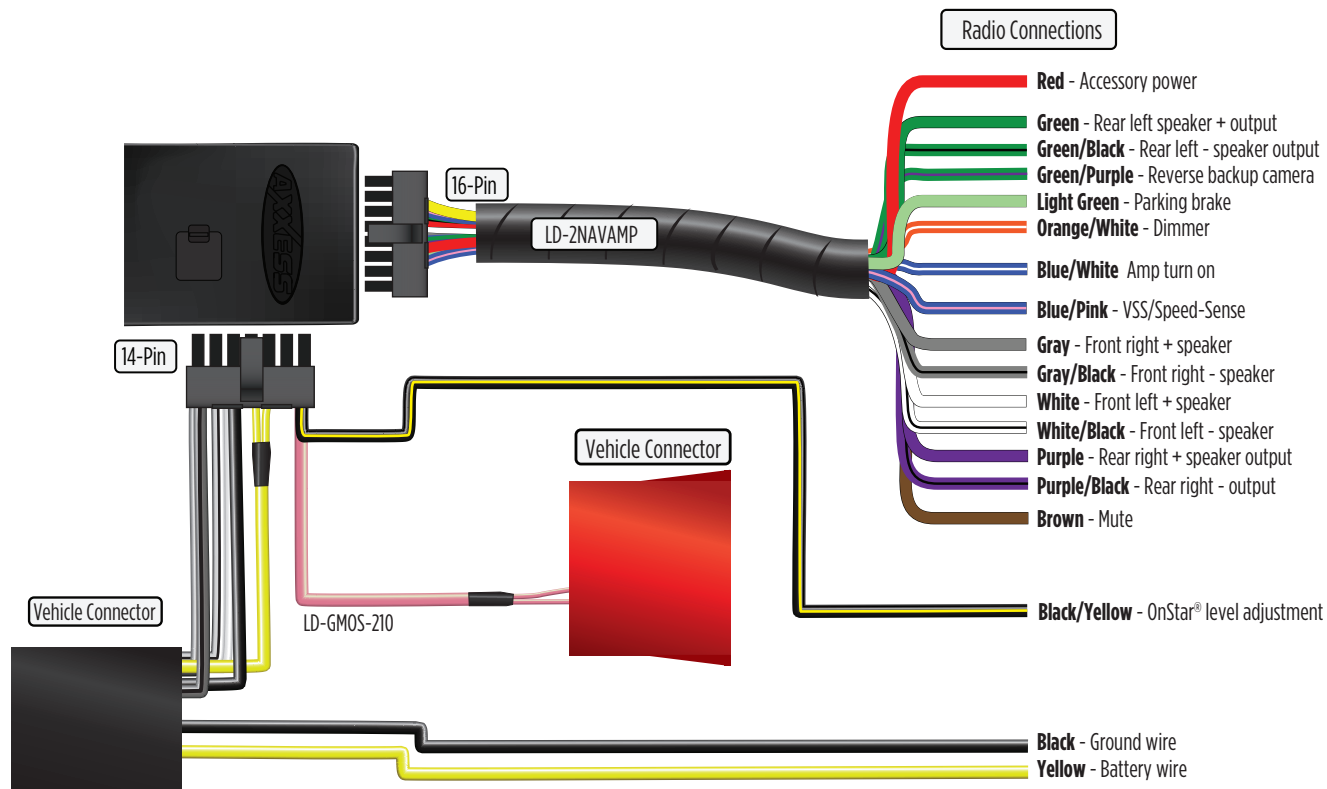 Radio Connections
Red - Accessory power
Green - Rear left speaker + output
Green/Black - Rear left - speaker output
Green/Purple - Reverse backup camera
Light Green - Parking brake
Orange/White - Dimmer
Blue/White Amp turn on
Blue/Pink - VSS/Speed-Sense
Gray - Front right + speaker
Gray/Black - Front right - speaker
White - Front left + speaker
White/Black - Front left - speaker
Purple - Rear right + speaker output
Purple/Black - Rear right - output
Brown - Mute
Black/Yellow - OnStar® level adjustment
Black - Ground wire
Yellow - Battery wire
AXXESS
16-Pin
LD-2NAVAMP
14-Pin
Vehicle Connector
LD-GMOS-210
Vehicle Connector